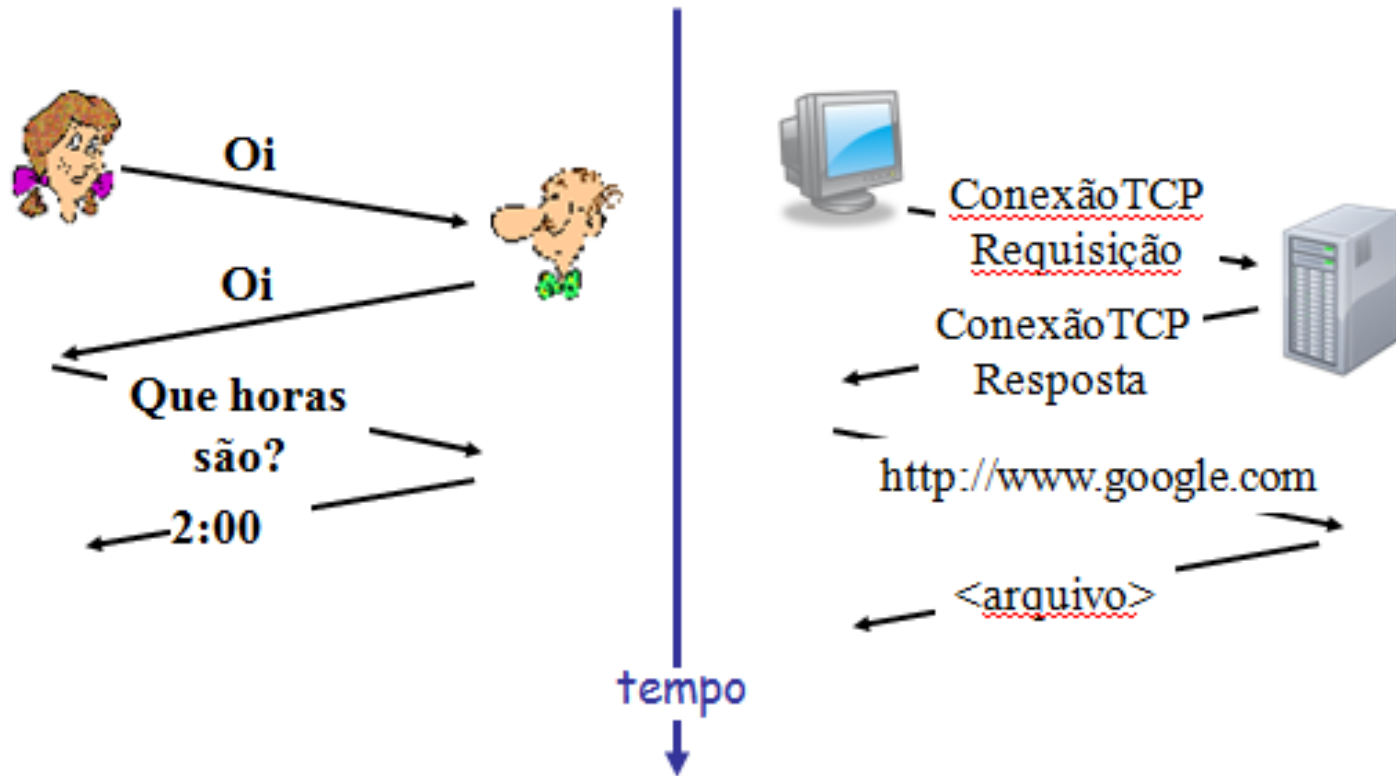 Oi
Oi
Que horas
são?
2:00
ConexãoTCP
Requisição
ConexãoTCP
Resposta
http://www.google.com
<arquivo>
tempo